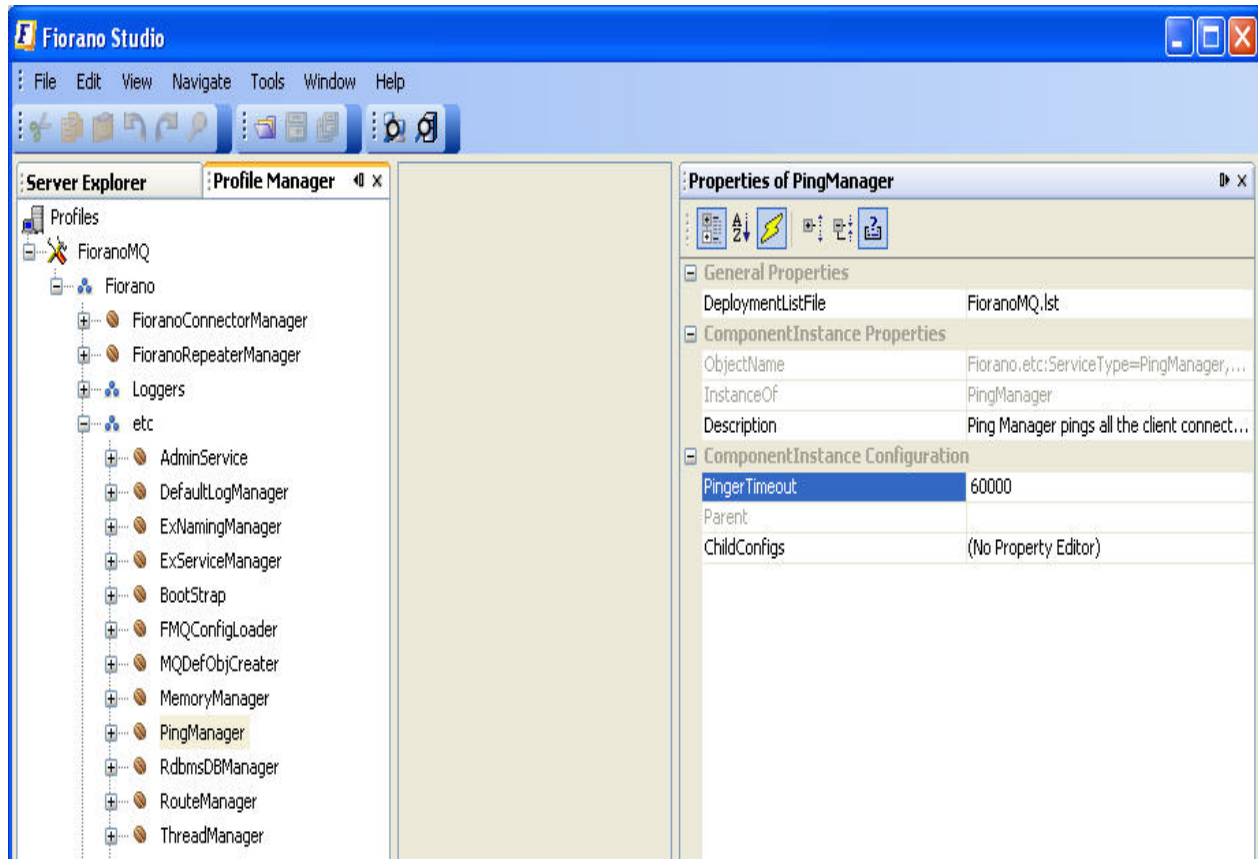 Fiorano Studio
File Edit View Navigate Tools Window Help
Server Explorer
Profile Manager
Profiles
FioranoMQ
Fiorano
FioranoConnectorManager
FioranoRepeaterManager
Loggers
etc
AdminService
DefaultLogManager
ExNamingManager
ExServiceManager
BootStrap
FMQConfigLoader
MQDefObjCreater
MemoryManager
PingManager
RdbmsDBManager
RouteManager
ThreadManager
Properties of PingManager
General Properties
DeploymentListFile FioranoMQ.lst
ComponentInstance Properties
ObjectName Fiorano.etc:ServiceType=PingManager,...
InstanceOf PingManager
Description Ping Manager pings all the client connect...
ComponentInstance Configuration
PingerTimeout 60000
Parent
ChildConfigs (No Property Editor)